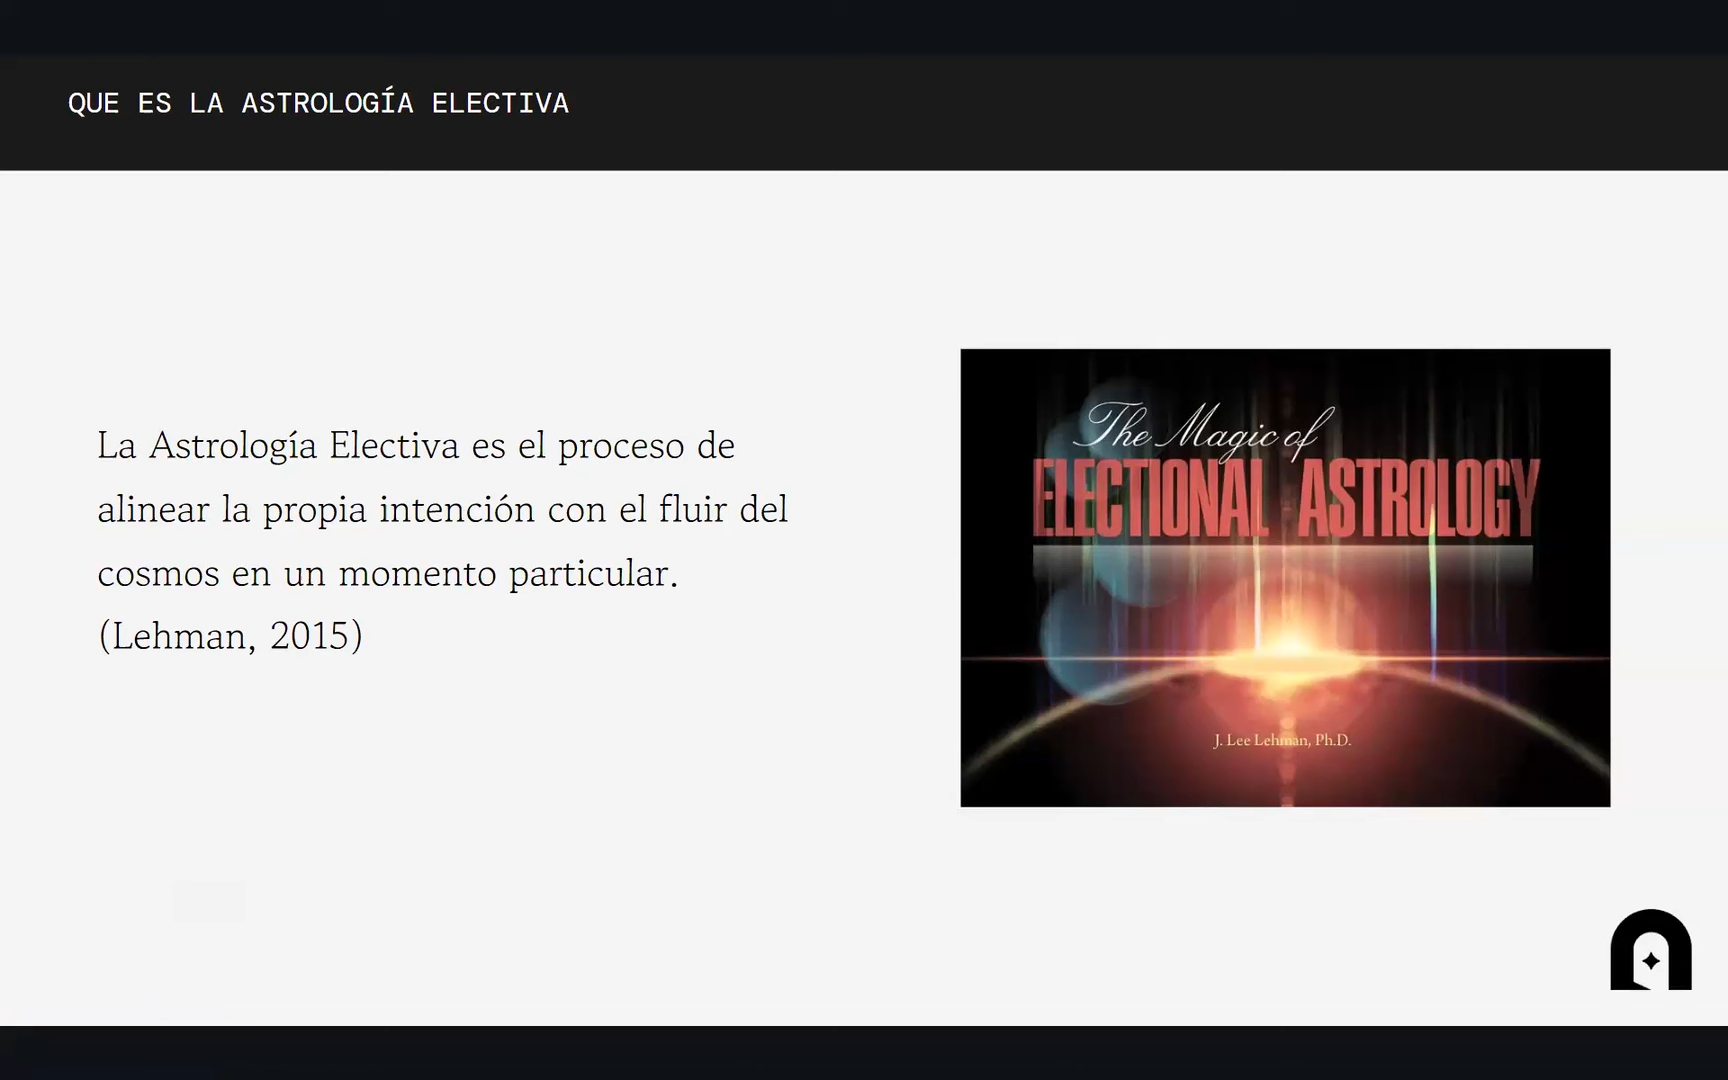 QUE ES LA ASTROLOGÍA ELECTIVA
La Astrología Electiva es el proceso de
alinear la propia intención con el fluir del
cosmos en un momento particular.
(Lehman, 2015)
The Magic of
ELECTIONAL ASTROLOGY
J. Lee Lehman, Ph.D.